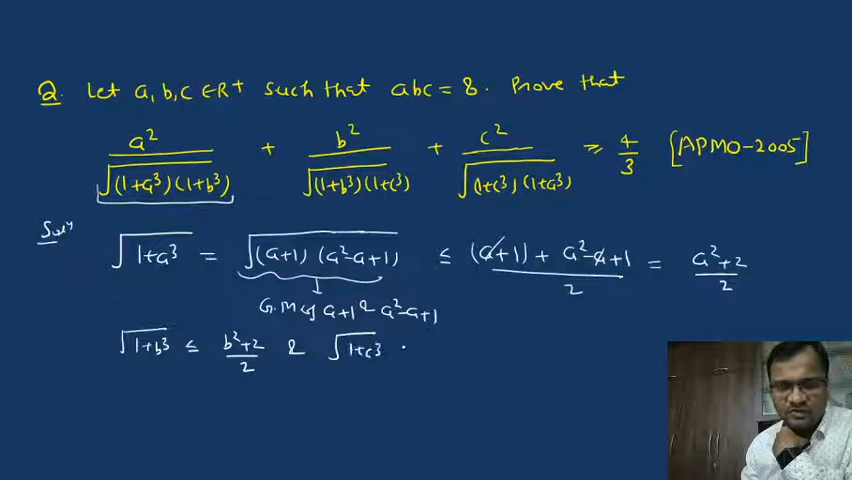 Q. Let a, b, c ∈ R⁺ such that abc = 8. Prove that
a²/√((1+a³)(1+b³)) + b²/√((1+b³)(1+c³)) + c²/√((1+c³)(1+a³)) ≥ 4/3 [APMO-2005]
Solⁿ √(1+a³) = √((a+1)(a²-a+1)) ≤ ((a+1) + a²-a+1)/2 = (a²+2)/2
G.M of a+1 & a²-a+1
√(1+b³) ≤ (b²+2)/2 & √(1+c³) .